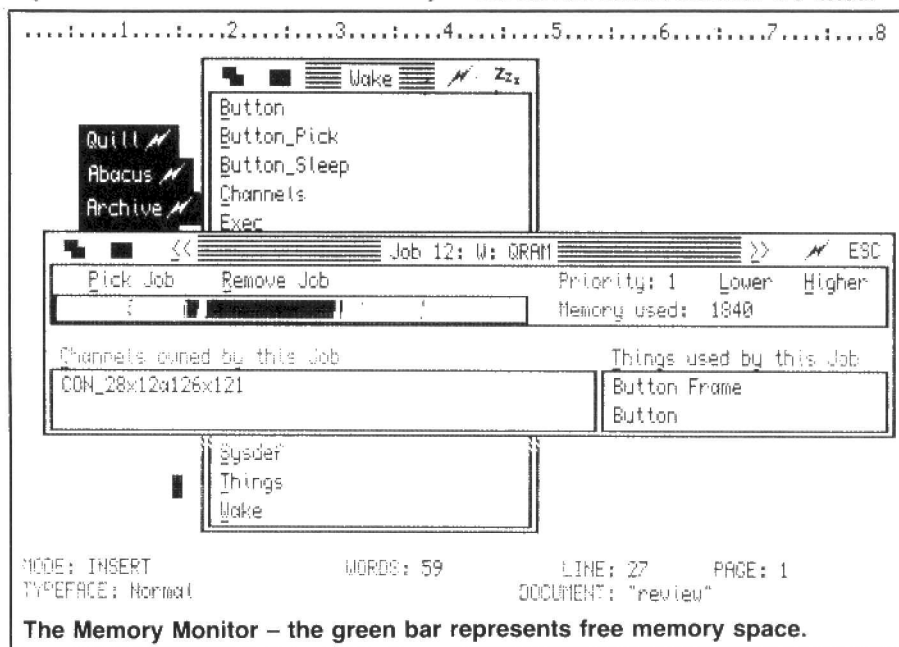 ....:....1....:....2....:....3....:....4....:....5....:....6....:....7....:....8
Wake Zzz
Button
Button_Pick
Button_Sleep
Channels
Exec
Quill
Abacus
Archive
<< Job 12: W: QRAM >> ESC
Pick Job Remove Job Priority: 1 Lower Higher
Memory used: 1840
Channels owned by this Job Things used by this Job
CON_28x12a126x121 Button Frame
Button
Sysdef
Things
Wake
MODE: INSERT WORDS: 59 LINE: 27 PAGE: 1
TYPEFACE: Normal DOCUMENT: "review"
The Memory Monitor – the green bar represents free memory space.